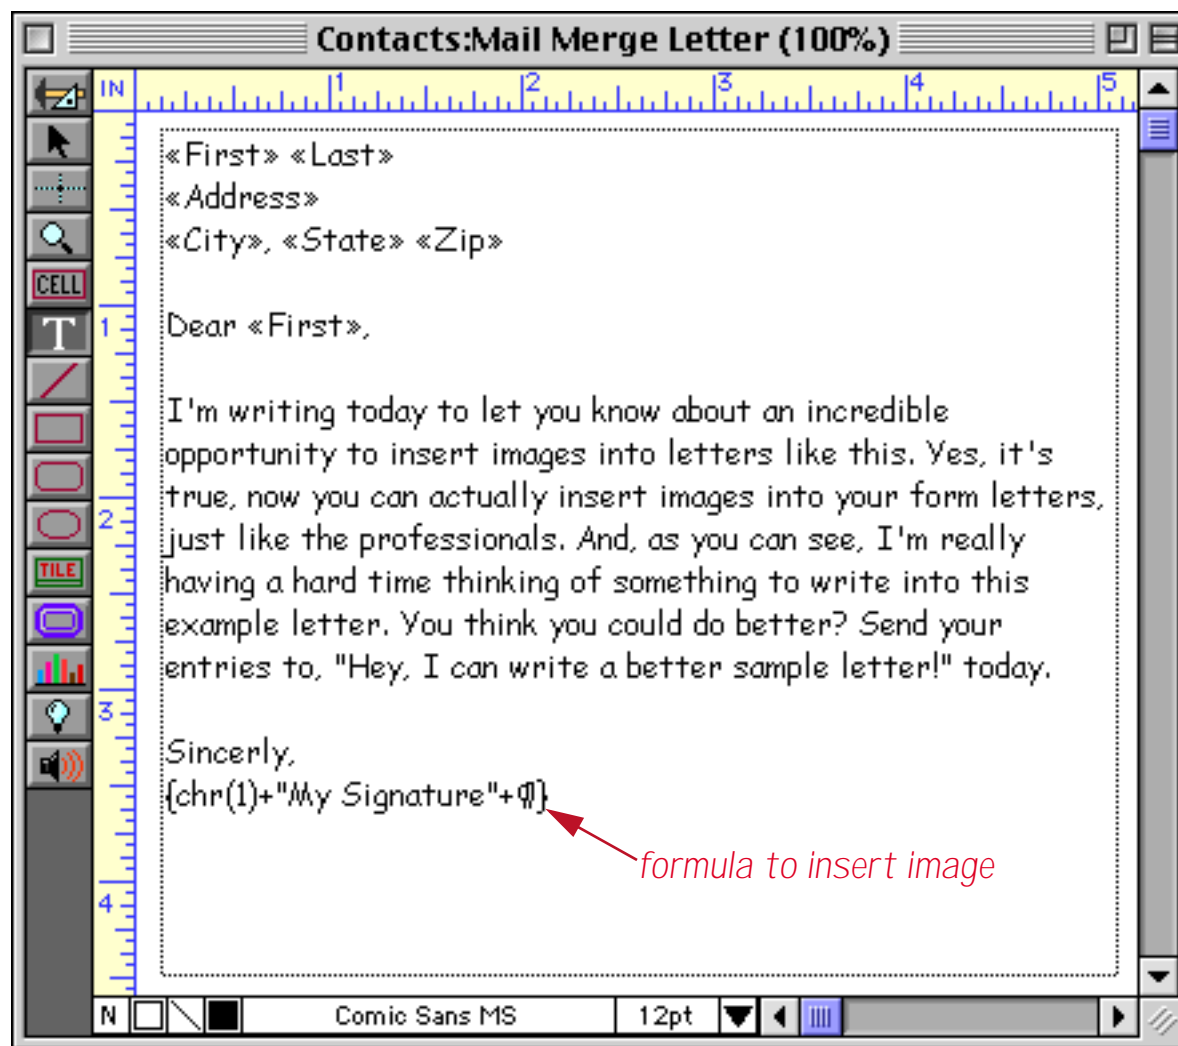 Contacts:Mail Merge Letter (100%)
IN 1 2 3 4 5
«First» «Last»
«Address»
«City», «State» «Zip»
CELL
1
Dear «First»,
T
I'm writing today to let you know about an incredible
opportunity to insert images into letters like this. Yes, it's
true, now you can actually insert images into your form letters,
2
just like the professionals. And, as you can see, I'm really
TILE
having a hard time thinking of something to write into this
example letter. You think you could do better? Send your
entries to, "Hey, I can write a better sample letter!" today.
3
Sincerly,
{chr(1)+"My Signature"+¶}
formula to insert image
4
N Comic Sans MS 12pt